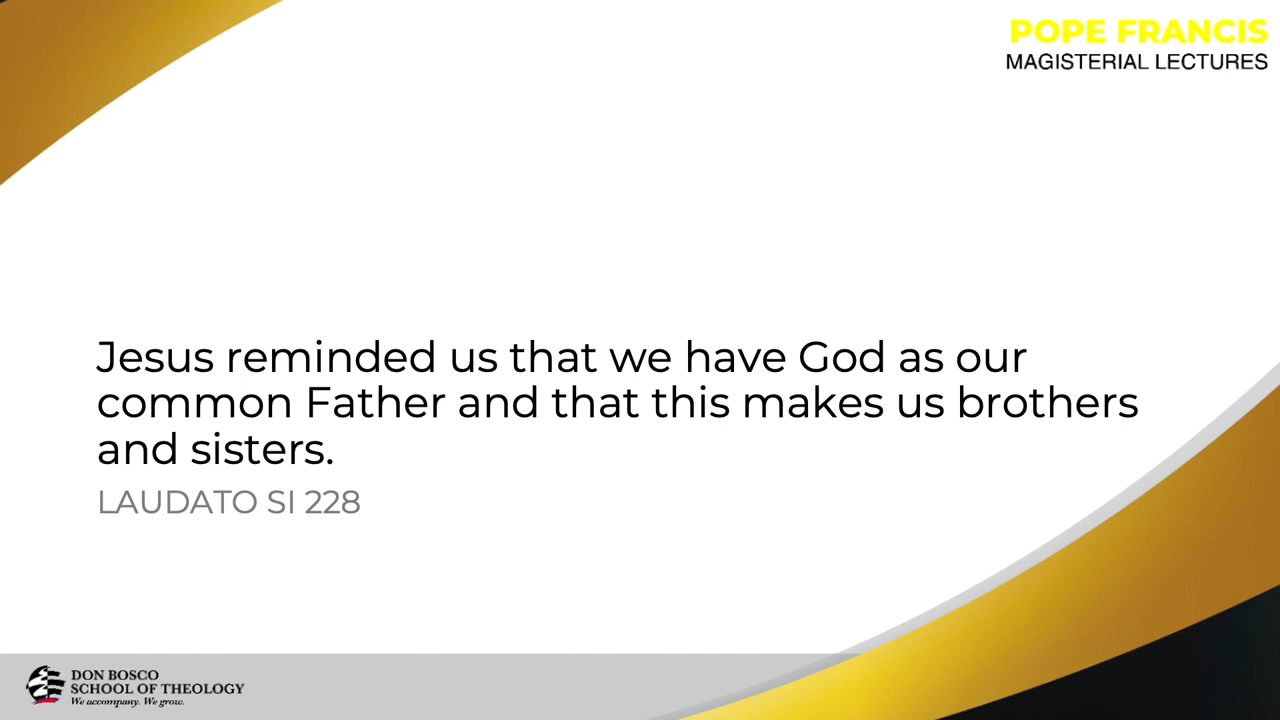 POPE FRANCIS
MAGISTERIAL LECTURES
Jesus reminded us that we have God as our
common Father and that this makes us brothers
and sisters.
LAUDATO SI 228
DON BOSCO
SCHOOL OF THEOLOGY
We accompany. We grow.